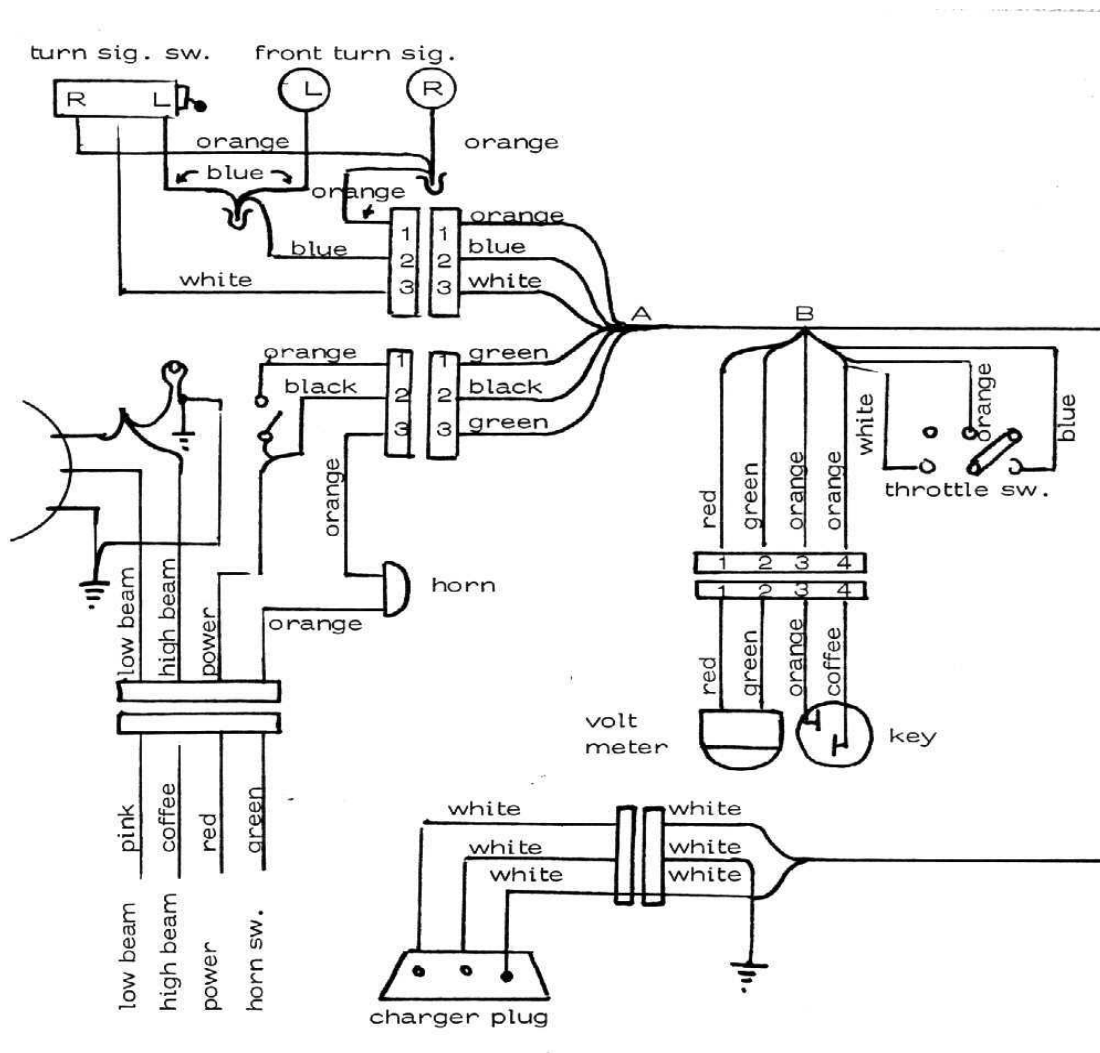 turn sig. sw.
front turn sig.
R L
L
R
orange
orange
blue
orange
orange
1 1
blue
blue
2 2
white
white
3 3
A
B
orange
green
1 1
black
black
2 2
green
3 3
orange
white
orange
blue
throttle sw.
red
green
orange
orange
1 2 3 4
1 2 3 4
horn
orange
low beam
high beam
power
red
green
orange
coffee
volt
meter
key
pink
coffee
red
green
low beam
high beam
power
horn sw.
white
white
white
white
white
white
charger plug